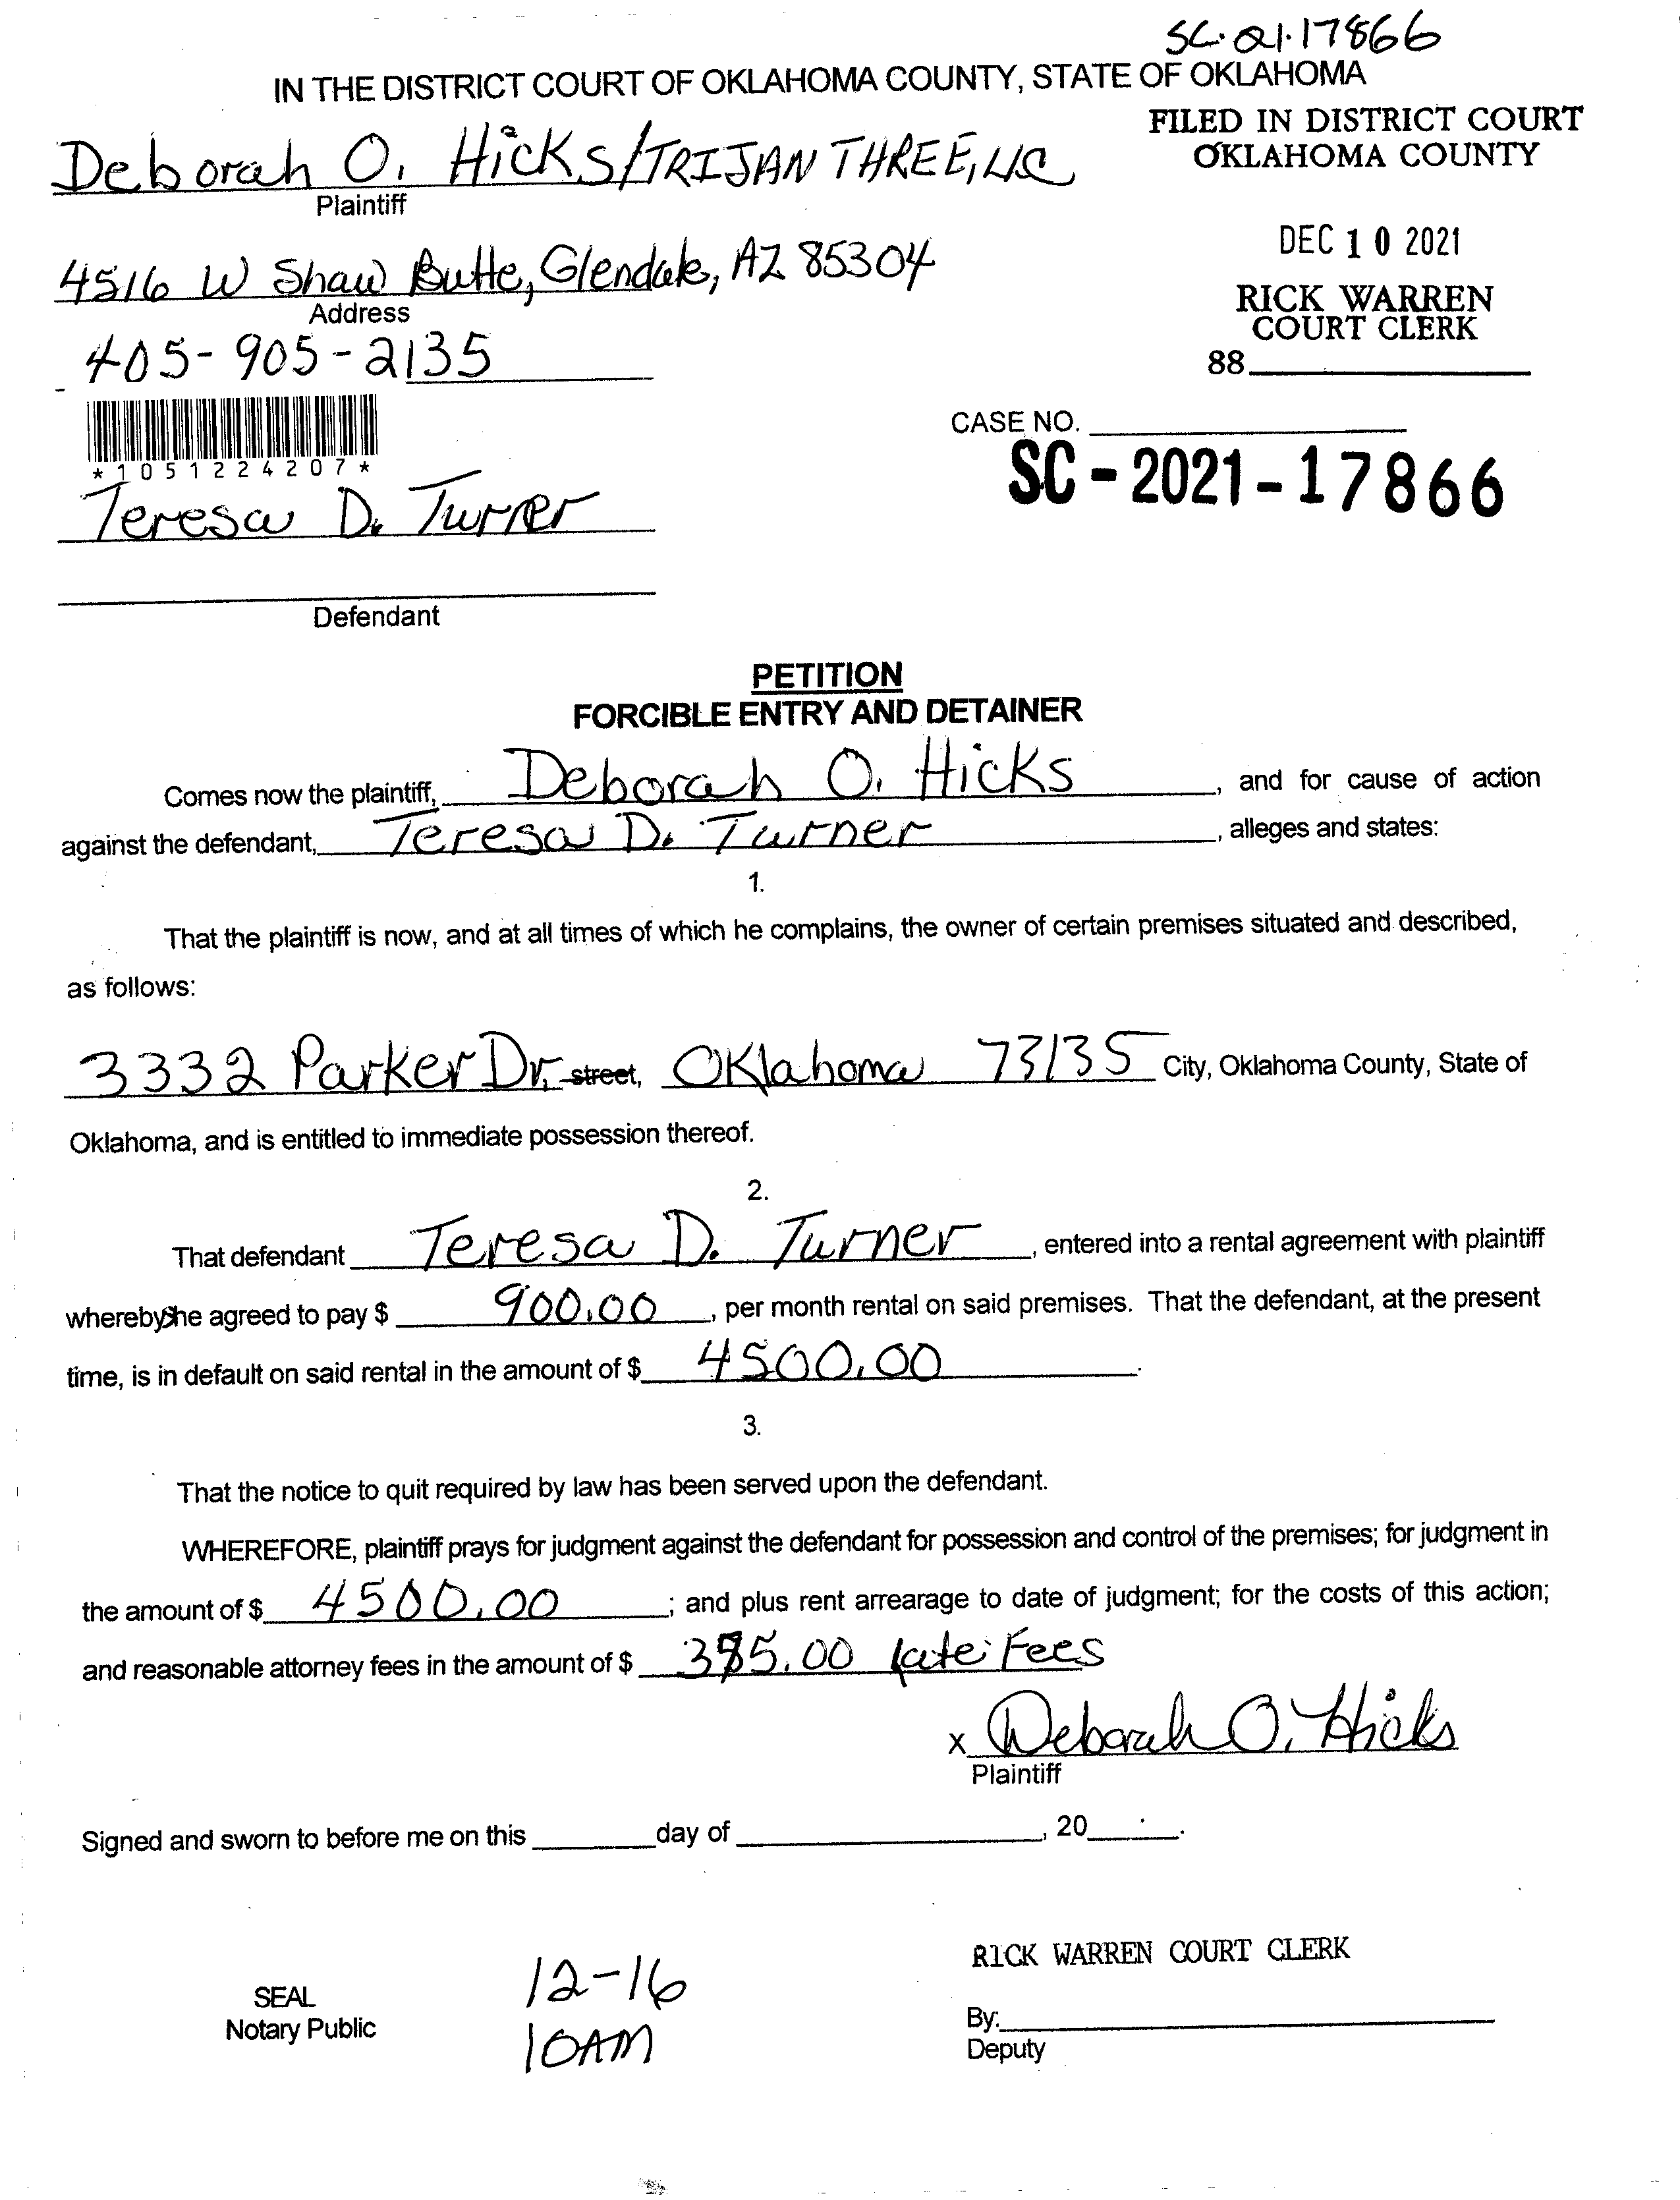 SC-21-17866
IN THE DISTRICT COURT OF OKLAHOMA COUNTY, STATE OF OKLAHOMA
FILED IN DISTRICT COURT
OKLAHOMA COUNTY
Deborah O. Hicks/TRIJAN THREE, LLC
Plaintiff
DEC 10 2021
4516 W Shaw Butte, Glendale, AZ 85304
Address
RICK WARREN
COURT CLERK
405-905-2135
88
CASE NO.
SC-2021-17866
*1051224207*
Teresa D. Turner
Defendant
PETITION
FORCIBLE ENTRY AND DETAINER
Comes now the plaintiff, Deborah O. Hicks, and for cause of action
against the defendant, Teresa D. Turner, alleges and states:
1.
That the plaintiff is now, and at all times of which he complains, the owner of certain premises situated and described,
as follows:
3332 Parker Dr. street, Oklahoma 73135 City, Oklahoma County, State of
Oklahoma, and is entitled to immediate possession thereof.
2.
That defendant Teresa D. Turner, entered into a rental agreement with plaintiff
whereby she agreed to pay $ 900.00, per month rental on said premises. That the defendant, at the present
time, is in default on said rental in the amount of $ 4500.00.
3.
That the notice to quit required by law has been served upon the defendant.
WHEREFORE, plaintiff prays for judgment against the defendant for possession and control of the premises; for judgment in
the amount of $ 4500.00; and plus rent arrearage to date of judgment; for the costs of this action;
and reasonable attorney fees in the amount of $ late Fees
x Deborah O. Hicks
Plaintiff
Signed and sworn to before me on this day of, 20.
RICK WARREN COURT CLERK
12-16
SEAL
Notary Public
10AM
By:
Deputy